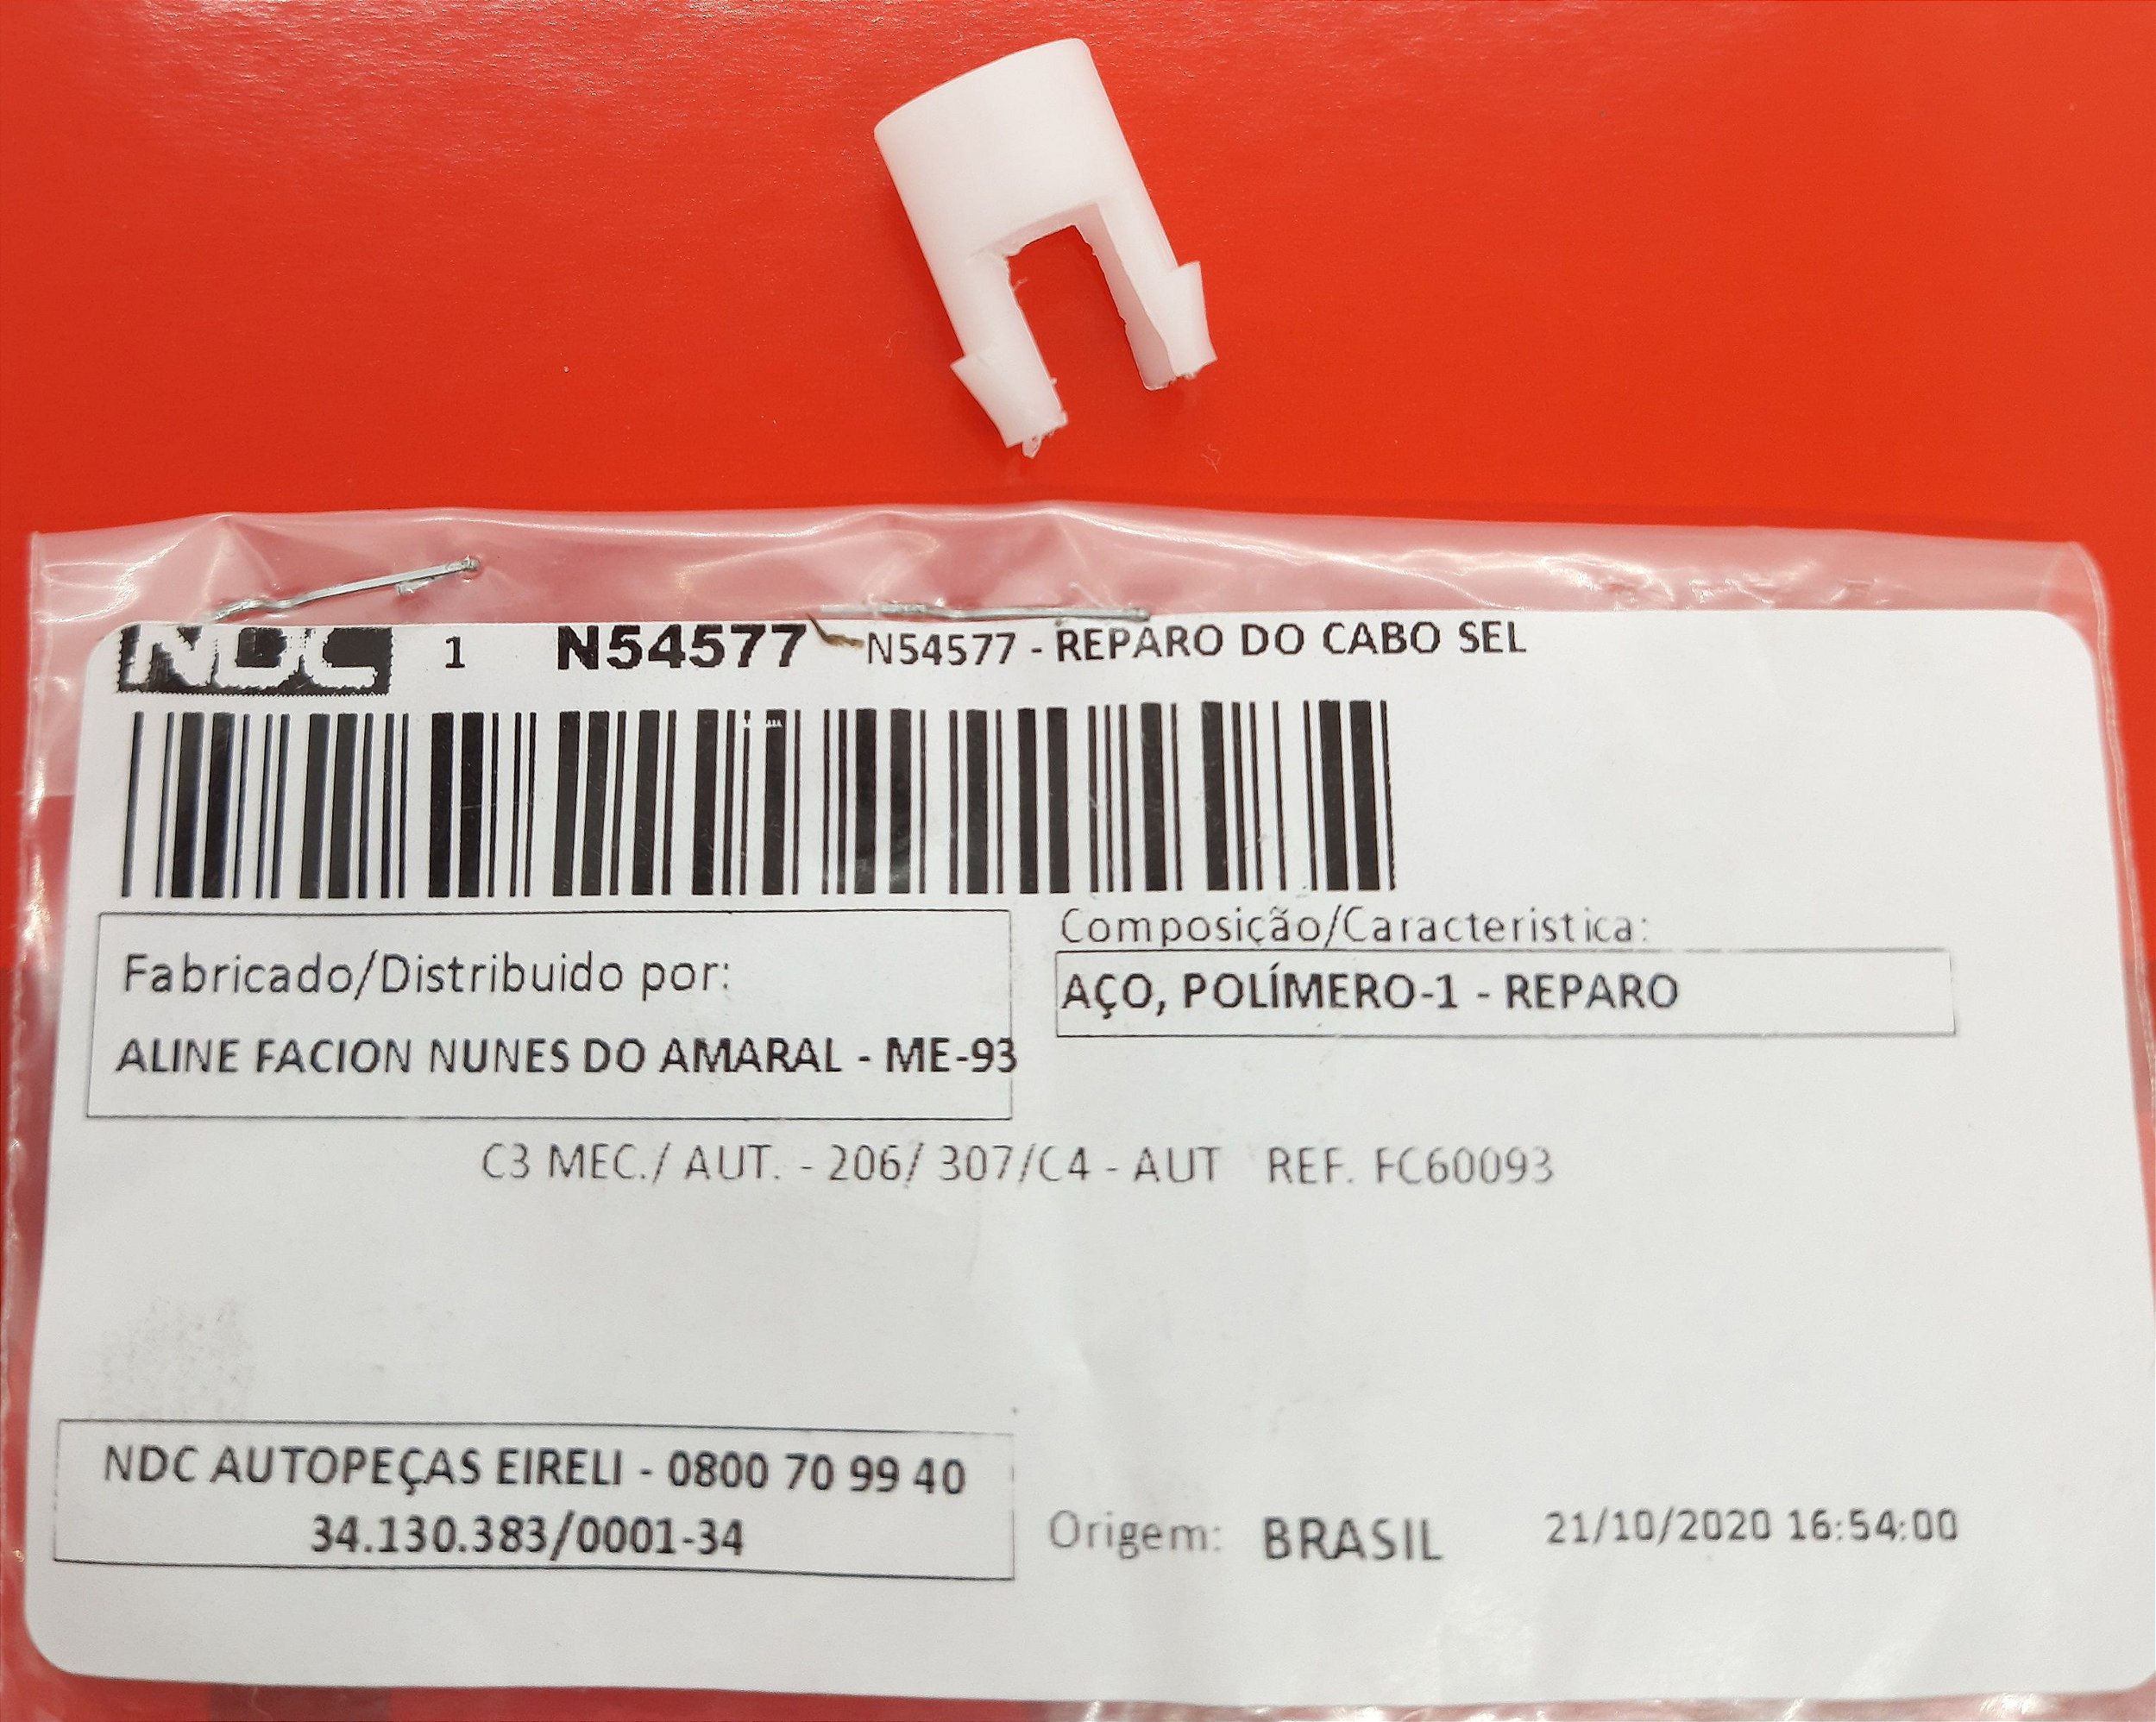 NDC 1 N54577 N54577 - REPARO DO CABO SEL
Fabricado/Distribuido por:
ALINE FACION NUNES DO AMARAL - ME-93
Composição/Caracteristica:
AÇO, POLÍMERO-1 - REPARO
C3 MEC./ AUT. - 206/ 307/C4 - AUT REF. FC60093
NDC AUTOPEÇAS EIRELI - 0800 70 99 40
34.130.383/0001-34
Origem: BRASIL 21/10/2020 16:54:00